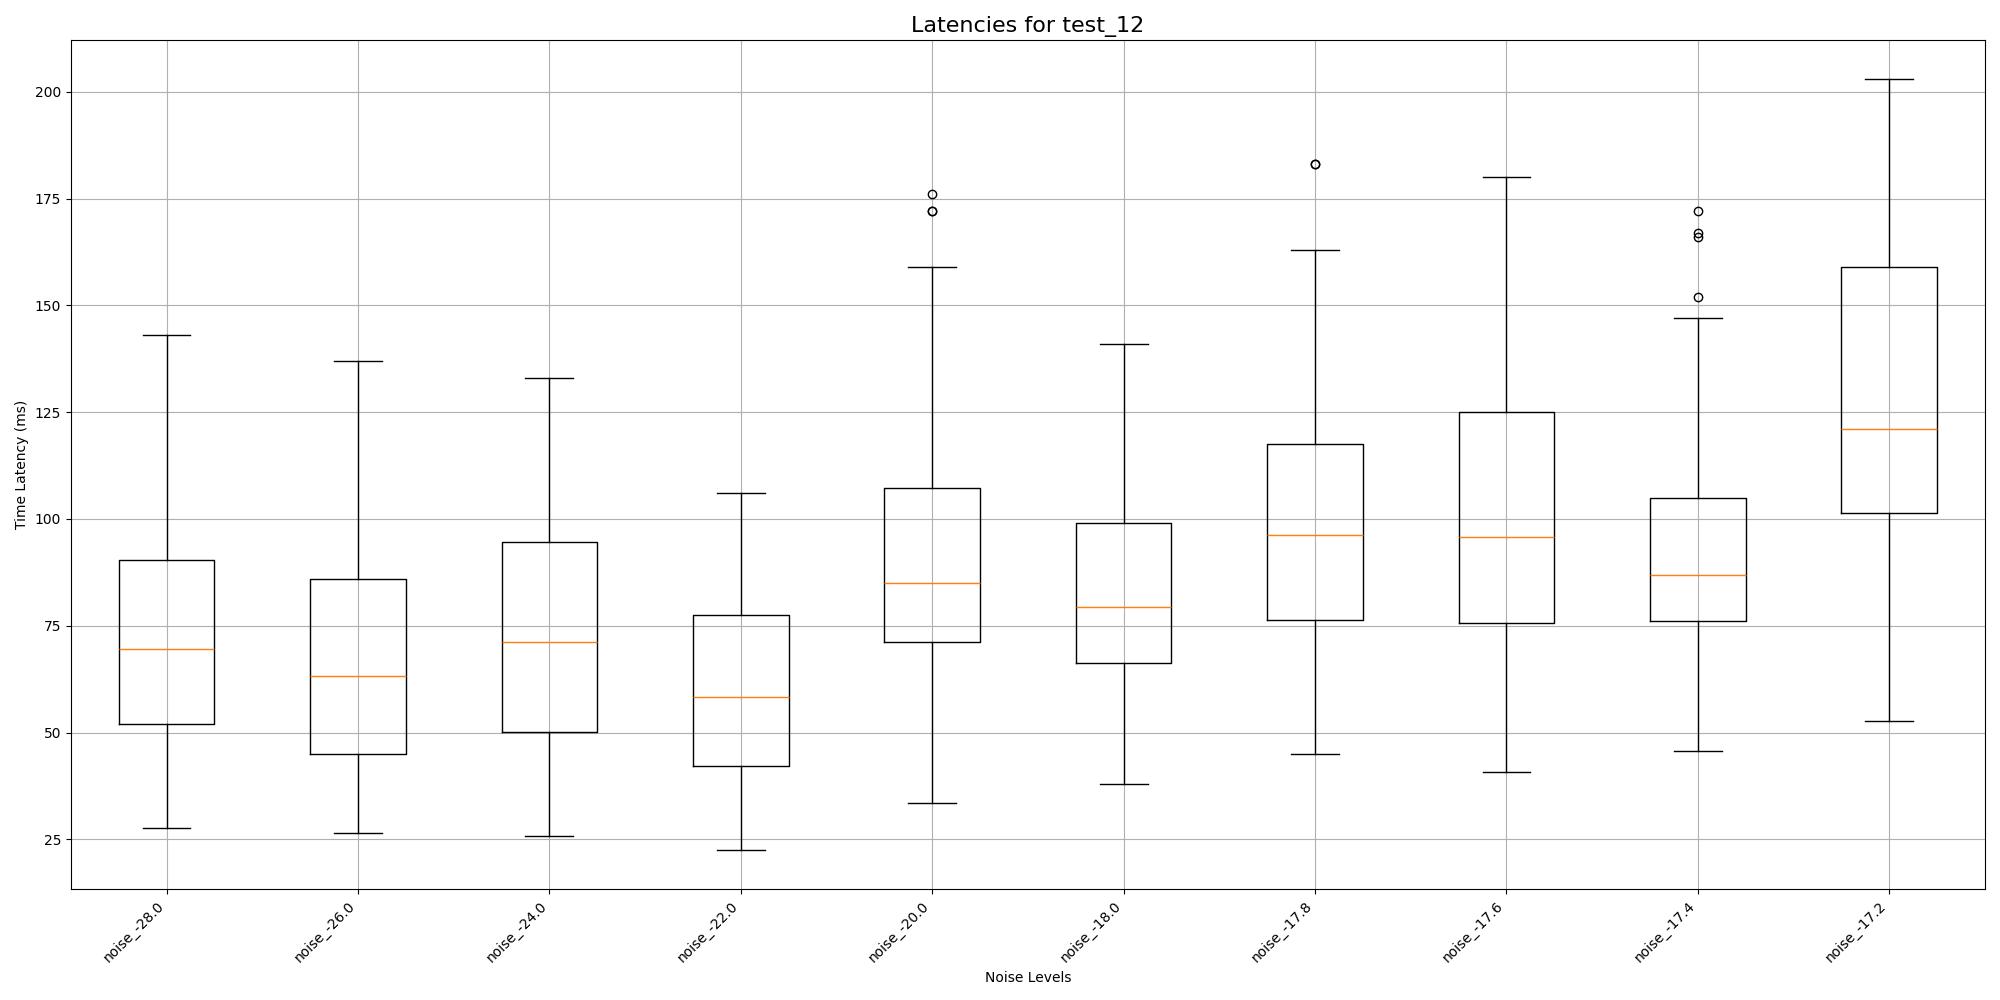 Latencies for test_12
Time Latency (ms)
200
175
150
125
100
75
50
25
noise_-28.0
noise_-26.0
noise_-24.0
noise_-22.0
noise_-20.0
noise_-18.0
noise_-17.8
noise_-17.6
noise_-17.4
noise_-17.2
Noise Levels